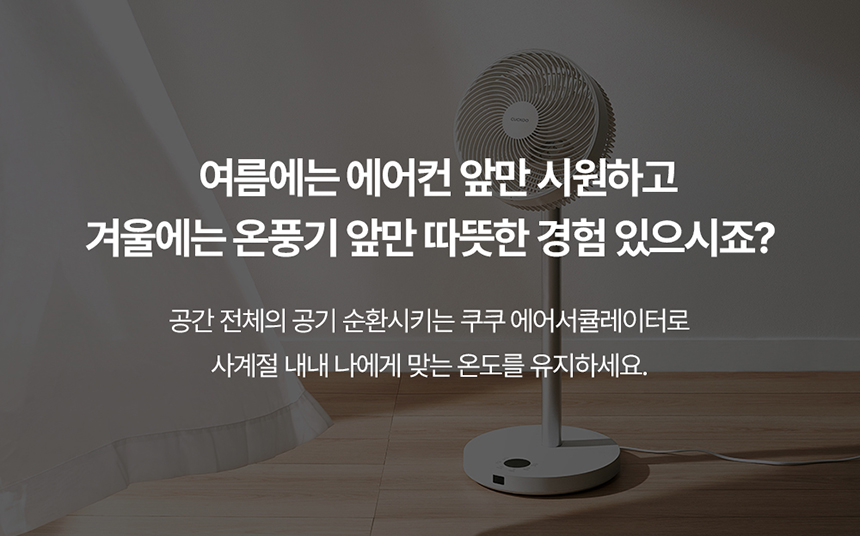 여름에는 에어컨 앞만 시원하고
겨울에는 온풍기 앞만 따뜻한 경험 있으시죠?
공간 전체의 공기 순환시키는 쿠쿠 에어서큘레이터로
사계절 내내 나에게 맞는 온도를 유지하세요.